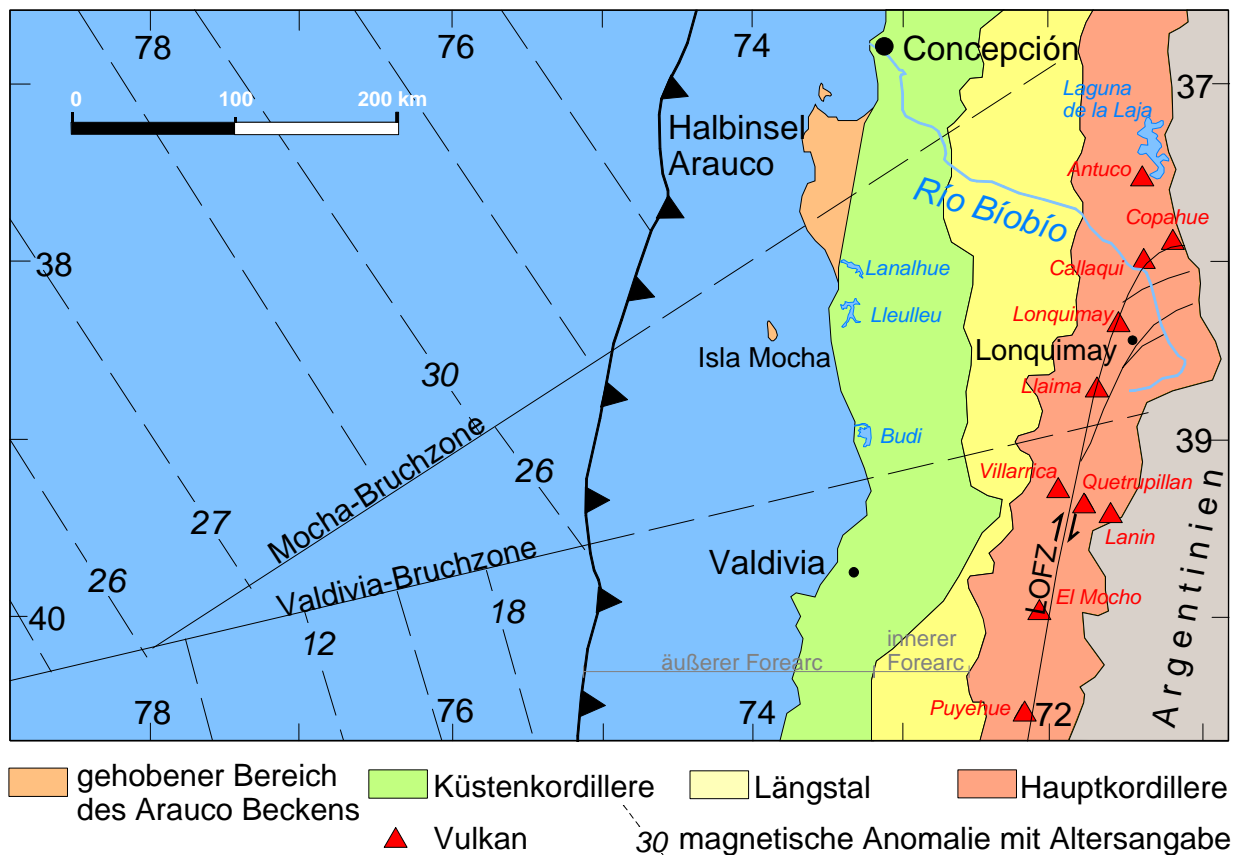 78
76
74
Concepción
37
0
100
200 km
Laguna
de la Laja
Halbinsel
Arauco
Antuco
Río Bíobío
Copahue
38
Lanalhue
Callaqui
Lleulleu
Lonquimay
Isla Mocha
Lonquimay
30
Llaima
Mocha-Bruchzone
26
Budi
39
Villarrica
Quetrupillan
27
Lanin
Valdivia-Bruchzone
Valdivia
LOFZ
Argentinien
26
18
El Mocho
40
12
innerer
Forearc
äußerer Forearc
78
76
74
Puyehue
72
gehobener Bereich
des Arauco Beckens
Küstenkordillere
Längstal
Hauptkordillere
Vulkan
30 magnetische Anomalie mit Altersangabe